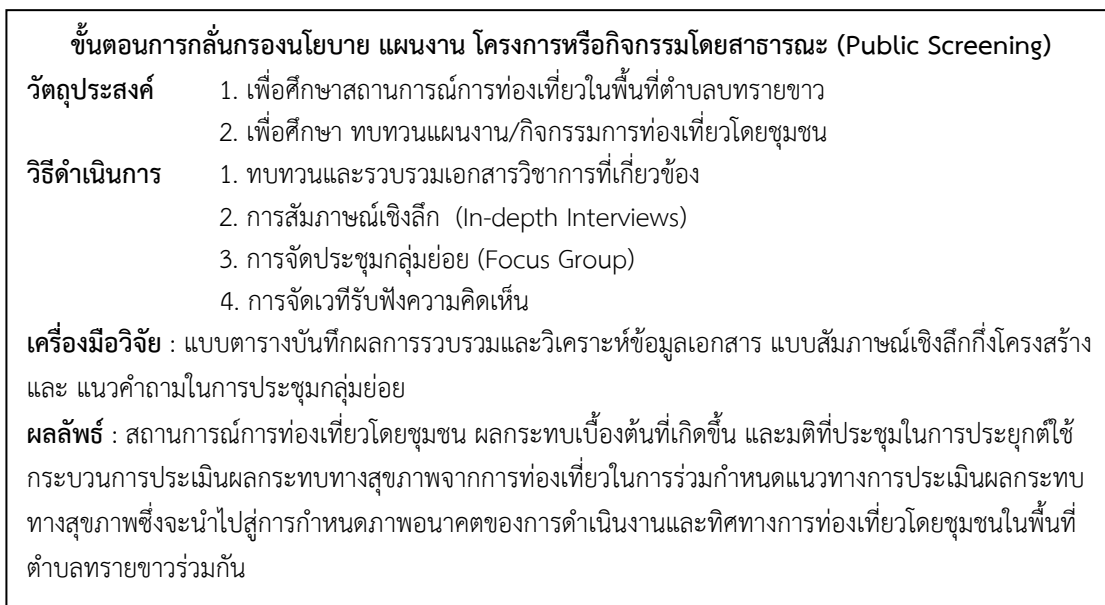 ขั้นตอนการกลั่นกรองนโยบาย แผนงาน โครงการหรือกิจกรรมโดยสาธารณะ (Public Screening)
วัตถุประสงค์ 1. เพื่อศึกษาสถานการณ์การท่องเที่ยวในพื้นที่ตำบลบทรายขาว
2. เพื่อศึกษา ทบทวนแผนงาน/กิจกรรมการท่องเที่ยวโดยชุมชน
วิธีดำเนินการ 1. ทบทวนและรวบรวมเอกสารวิชาการที่เกี่ยวข้อง
2. การสัมภาษณ์เชิงลึก (In-depth Interviews)
3. การจัดประชุมกลุ่มย่อย (Focus Group)
4. การจัดเวทีรับฟังความคิดเห็น
เครื่องมือวิจัย : แบบตารางบันทึกผลการรวบรวมและวิเคราะห์ข้อมูลเอกสาร แบบสัมภาษณ์เชิงลึกกึ่งโครงสร้าง
และ แนวคำถามในการประชุมกลุ่มย่อย
ผลลัพธ์ : สถานการณ์การท่องเที่ยวโดยชุมชน ผลกระทบเบื้องต้นที่เกิดขึ้น และมติที่ประชุมในการประยุกต์ใช้
กระบวนการประเมินผลกระทบทางสุขภาพจากการท่องเที่ยวในการร่วมกำหนดแนวทางการประเมินผลกระทบ
ทางสุขภาพซึ่งจะนำไปสู่การกำหนดภาพอนาคตของการดำเนินงานและทิศทางการท่องเที่ยวโดยชุมชนในพื้นที่
ตำบลทรายขาวร่วมกัน